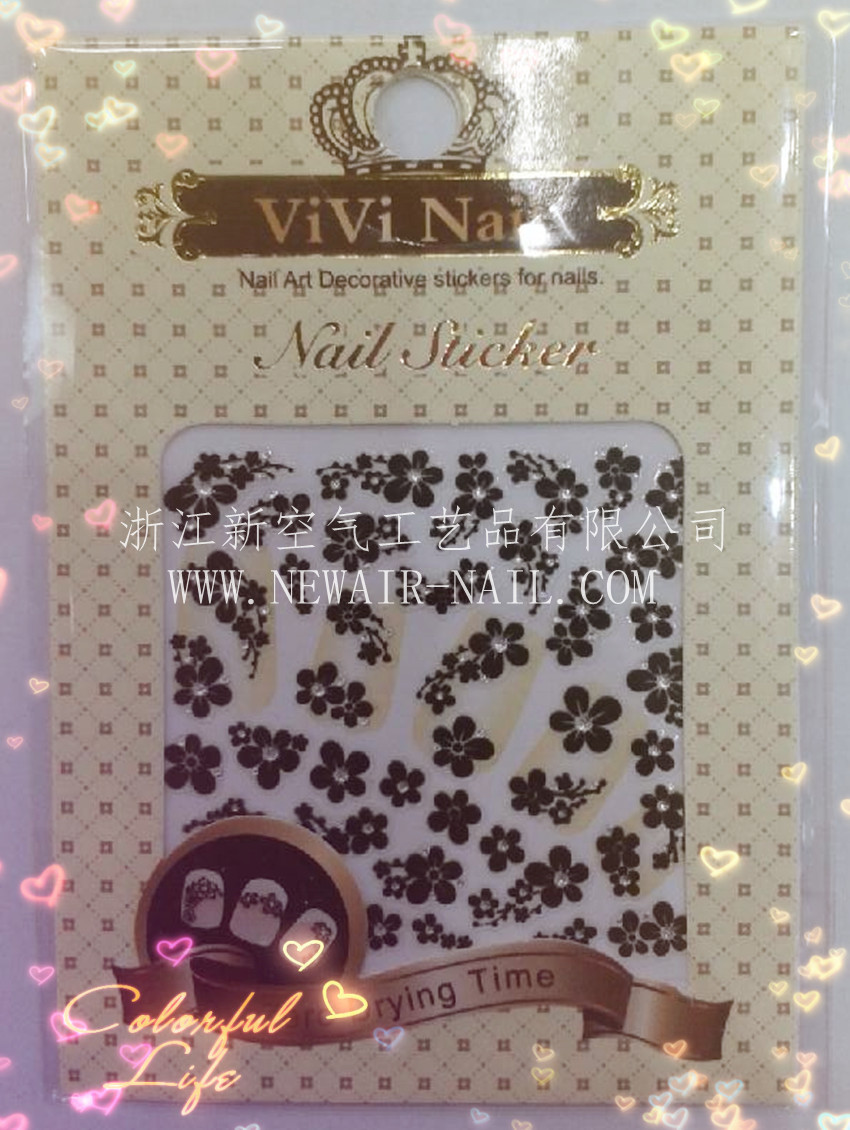 ViVi Nail
Nail Art Decorative stickers for nails.
Nail Sticker
浙江新空气工艺品有限公司
WWW.NEWAIR-NAIL.COM
rying Time
Colorful
Life